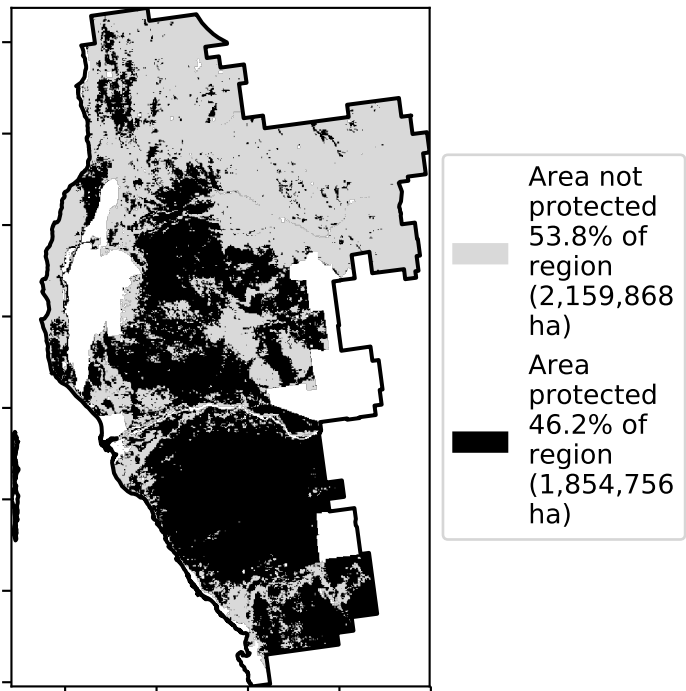 Area not
protected
53.8% of
region
(2,159,868
ha)
Area
protected
46.2% of
region
(1,854,756
ha)